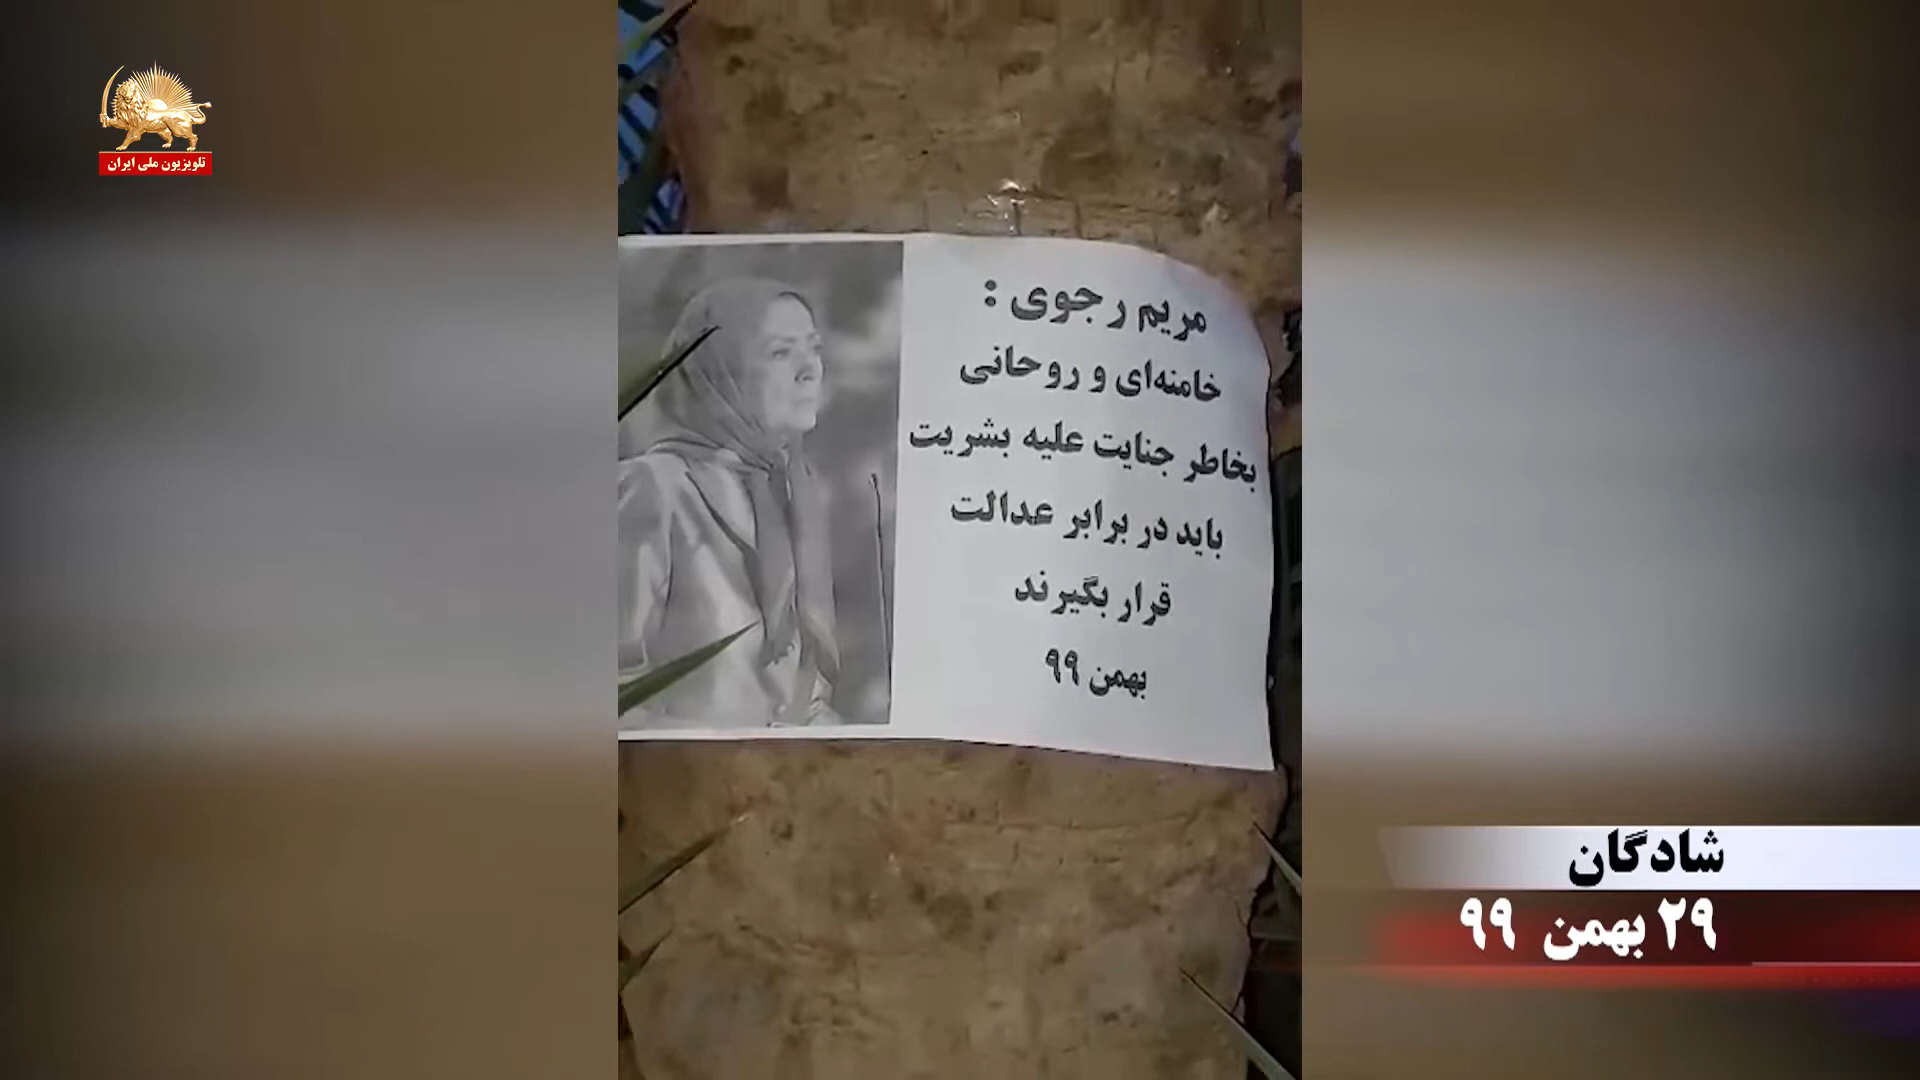 تلویزیون ملی ایران
مریم رجوی :
خامنه‌ای و روحانی
بخاطر جنایت علیه بشریت
باید در برابر عدالت
قرار بگیرند
بهمن ۹۹
شادگان
۲۹ بهمن ۹۹